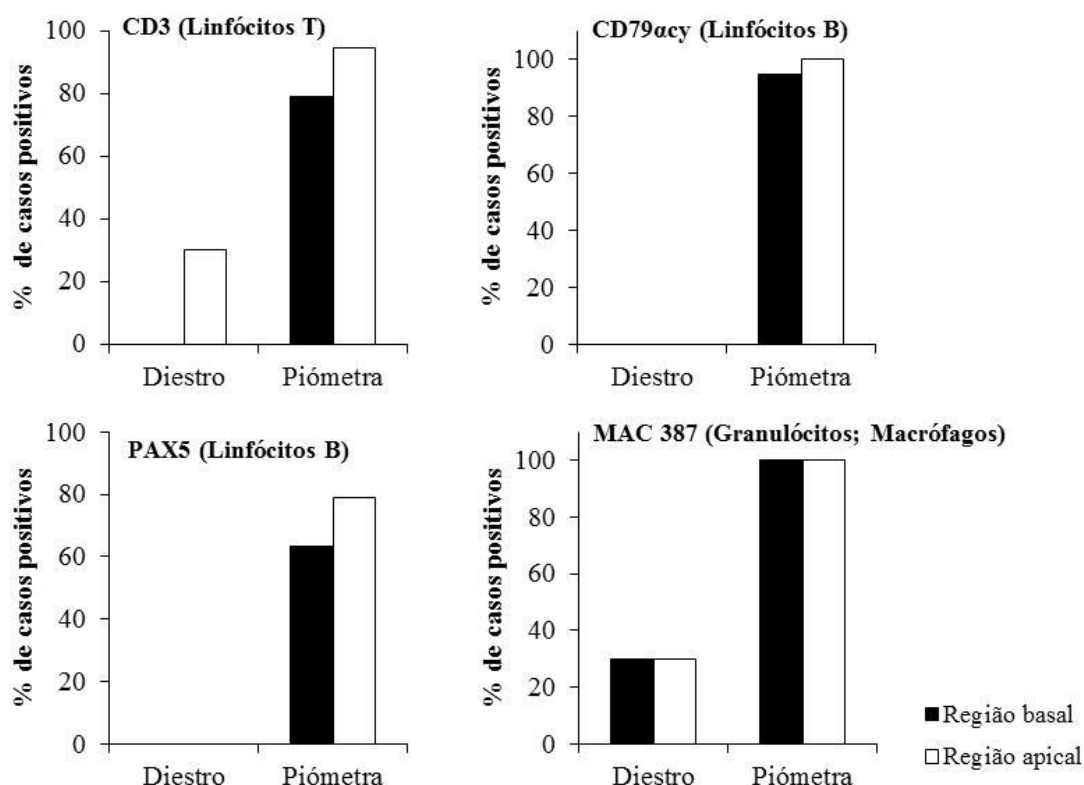 CD3 (Linfócitos T)
% de casos positivos
100
80
60
40
20
0
Diestro Piómetra
CD79αcy (Linfócitos B)
% de casos positivos
100
80
60
40
20
0
Diestro Piómetra
PAX5 (Linfócitos B)
% de casos positivos
100
80
60
40
20
0
Diestro Piómetra
MAC 387 (Granulócitos; Macrófagos)
% de casos positivos
100
80
60
40
20
0
Diestro Piómetra
Região basal
Região apical